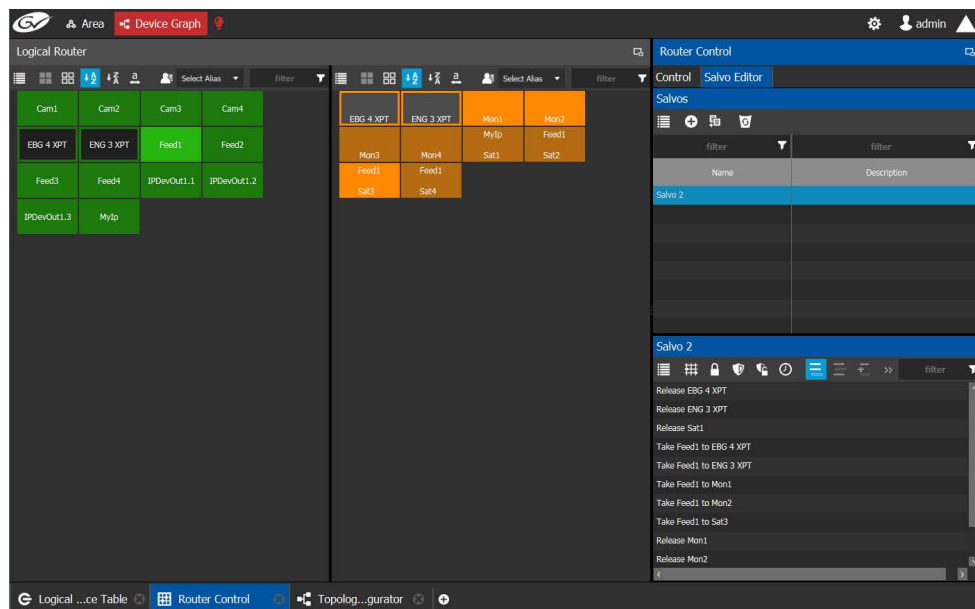 GV Area Device Graph admin
Logical Router
Select Alias filter
Cam1 Cam2 Cam3 Cam4
EBG 4 XPT ENG 3 XPT Feed1 Feed2
Feed3 Feed4 IPDevOut1.1 IPDevOut1.2
IPDevOut1.3 MyIp
Select Alias filter
EBG 4 XPT ENG 3 XPT Mon1 Mon2
MyIp Feed1
Mon3 Mon4 Sat1 Sat2
Feed1 Feed1
Sat3 Sat4
Router Control
Control Salvo Editor
Salvos
filter filter
Name Description
Salvo 2
Salvo 2
filter
Release EBG 4 XPT
Release ENG 3 XPT
Release Sat1
Take Feed1 to EBG 4 XPT
Take Feed1 to ENG 3 XPT
Take Feed1 to Mon1
Take Feed1 to Mon2
Take Feed1 to Sat3
Release Mon1
Release Mon2
Logical ...ce Table Router Control Topolog...gurator